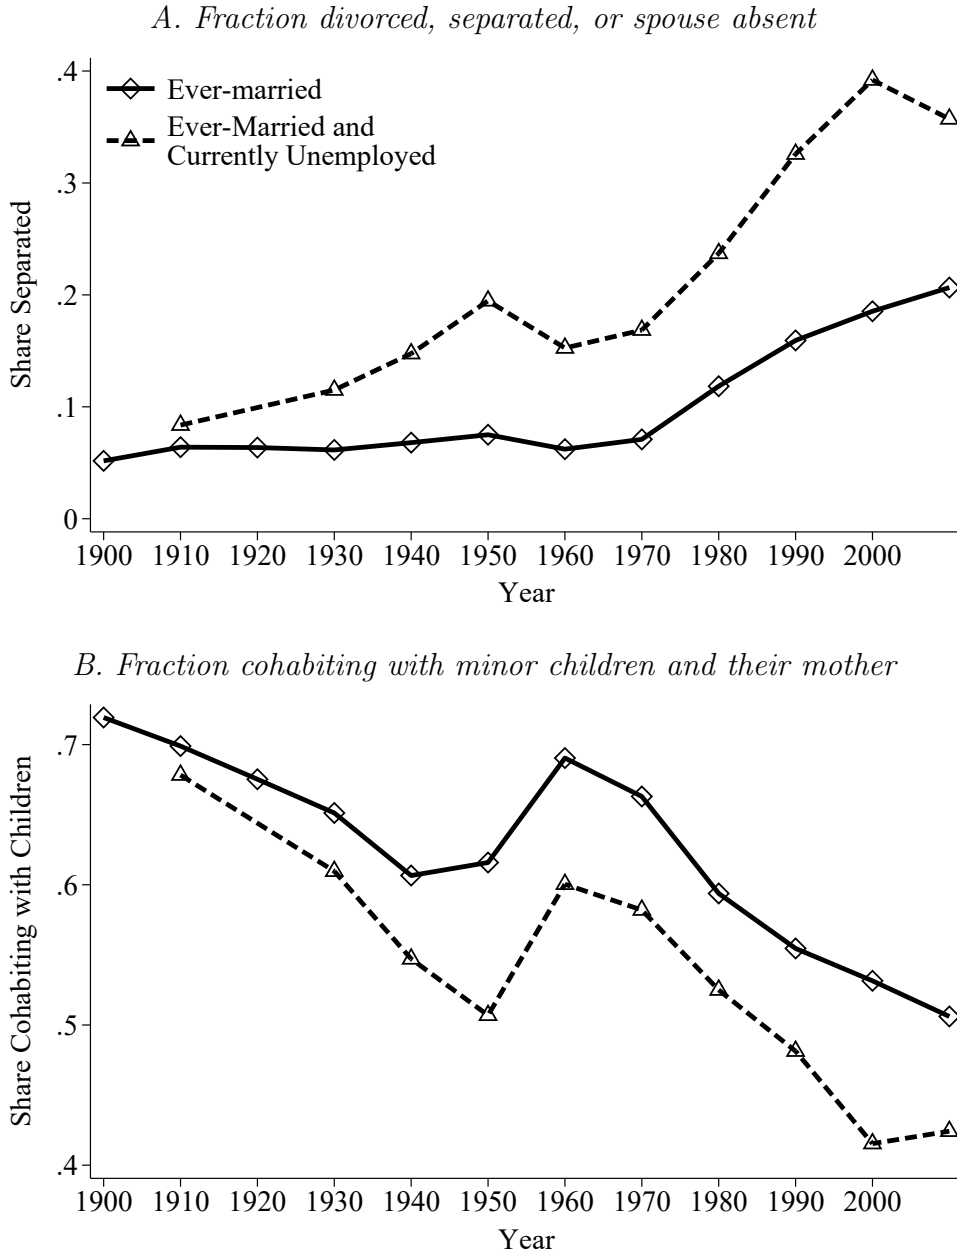 A. Fraction divorced, separated, or spouse absent
.4
.3
.2
.1
0
Share Separated
Ever-married
Ever-Married and
Currently Unemployed
1900 1910 1920 1930 1940 1950 1960 1970 1980 1990 2000
Year
B. Fraction cohabiting with minor children and their mother
.7
.6
.5
.4
Share Cohabiting with Children
1900 1910 1920 1930 1940 1950 1960 1970 1980 1990 2000
Year